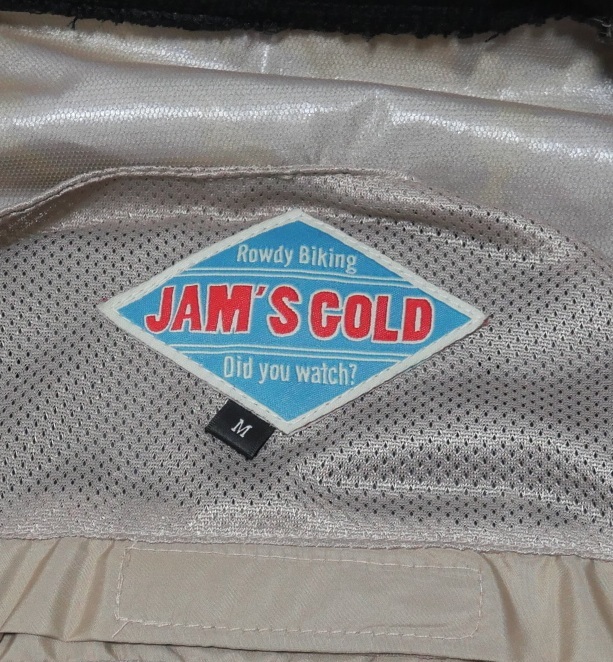 Rowdy Biking
JAM'S GOLD
Did you watch?
M